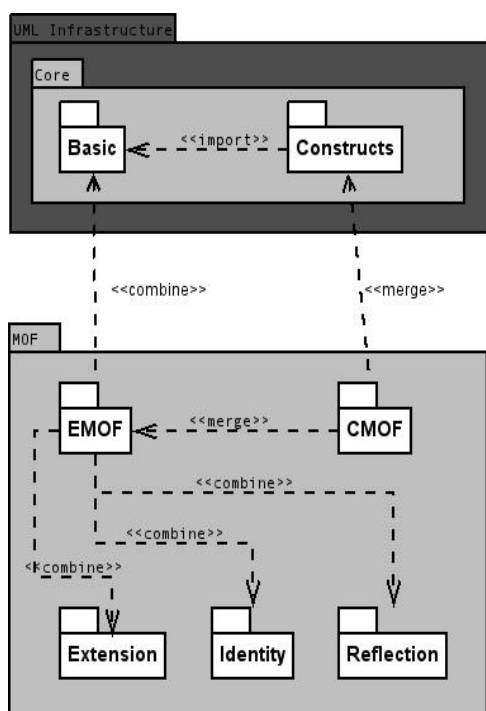 UML Infrastructure
Core
Basic
<<import>>
Constructs
<<combine>>
<<merge>>
MOF
EMOF
<<merge>>
CMOF
<<combine>>
<<combine>>
<<combine>>
Extension
Identity
Reflection